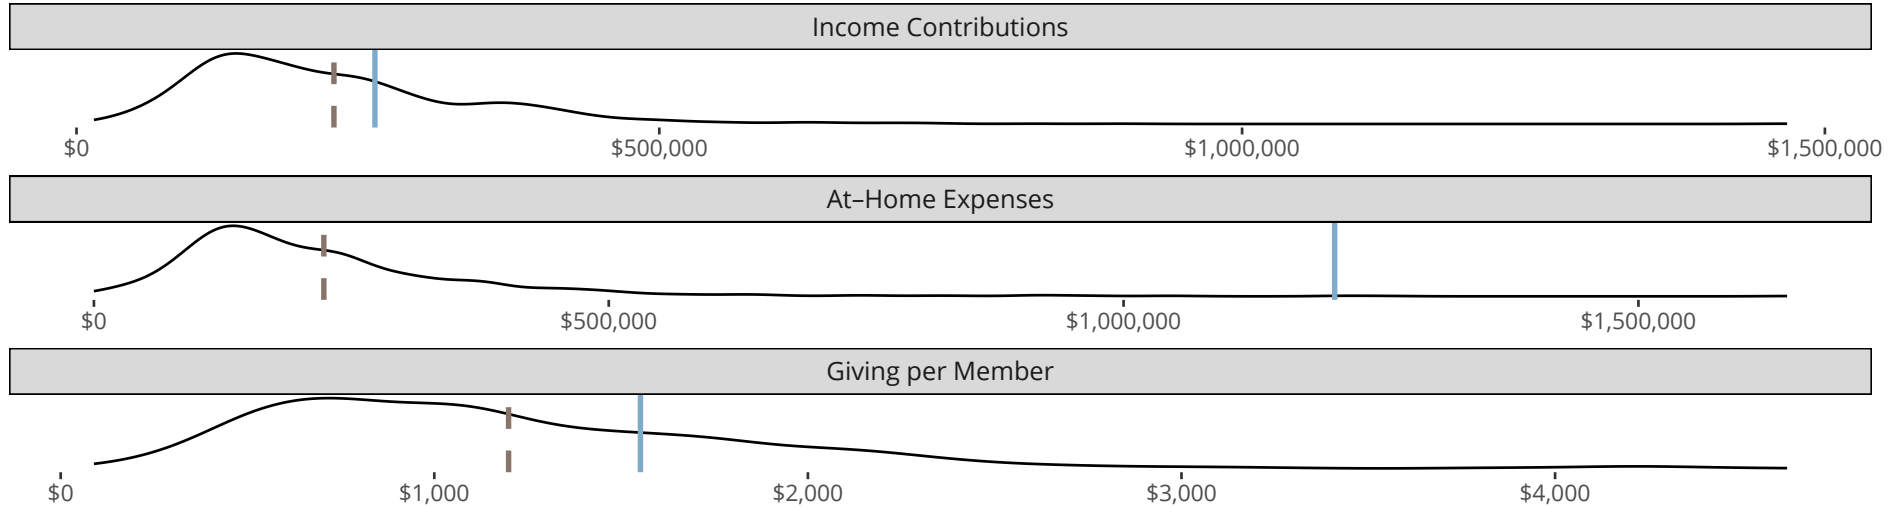 Income Contributions
$0 $500,000 $1,000,000 $1,500,000
At–Home Expenses
$0 $500,000 $1,000,000 $1,500,000
Giving per Member
$0 $1,000 $2,000 $3,000 $4,000